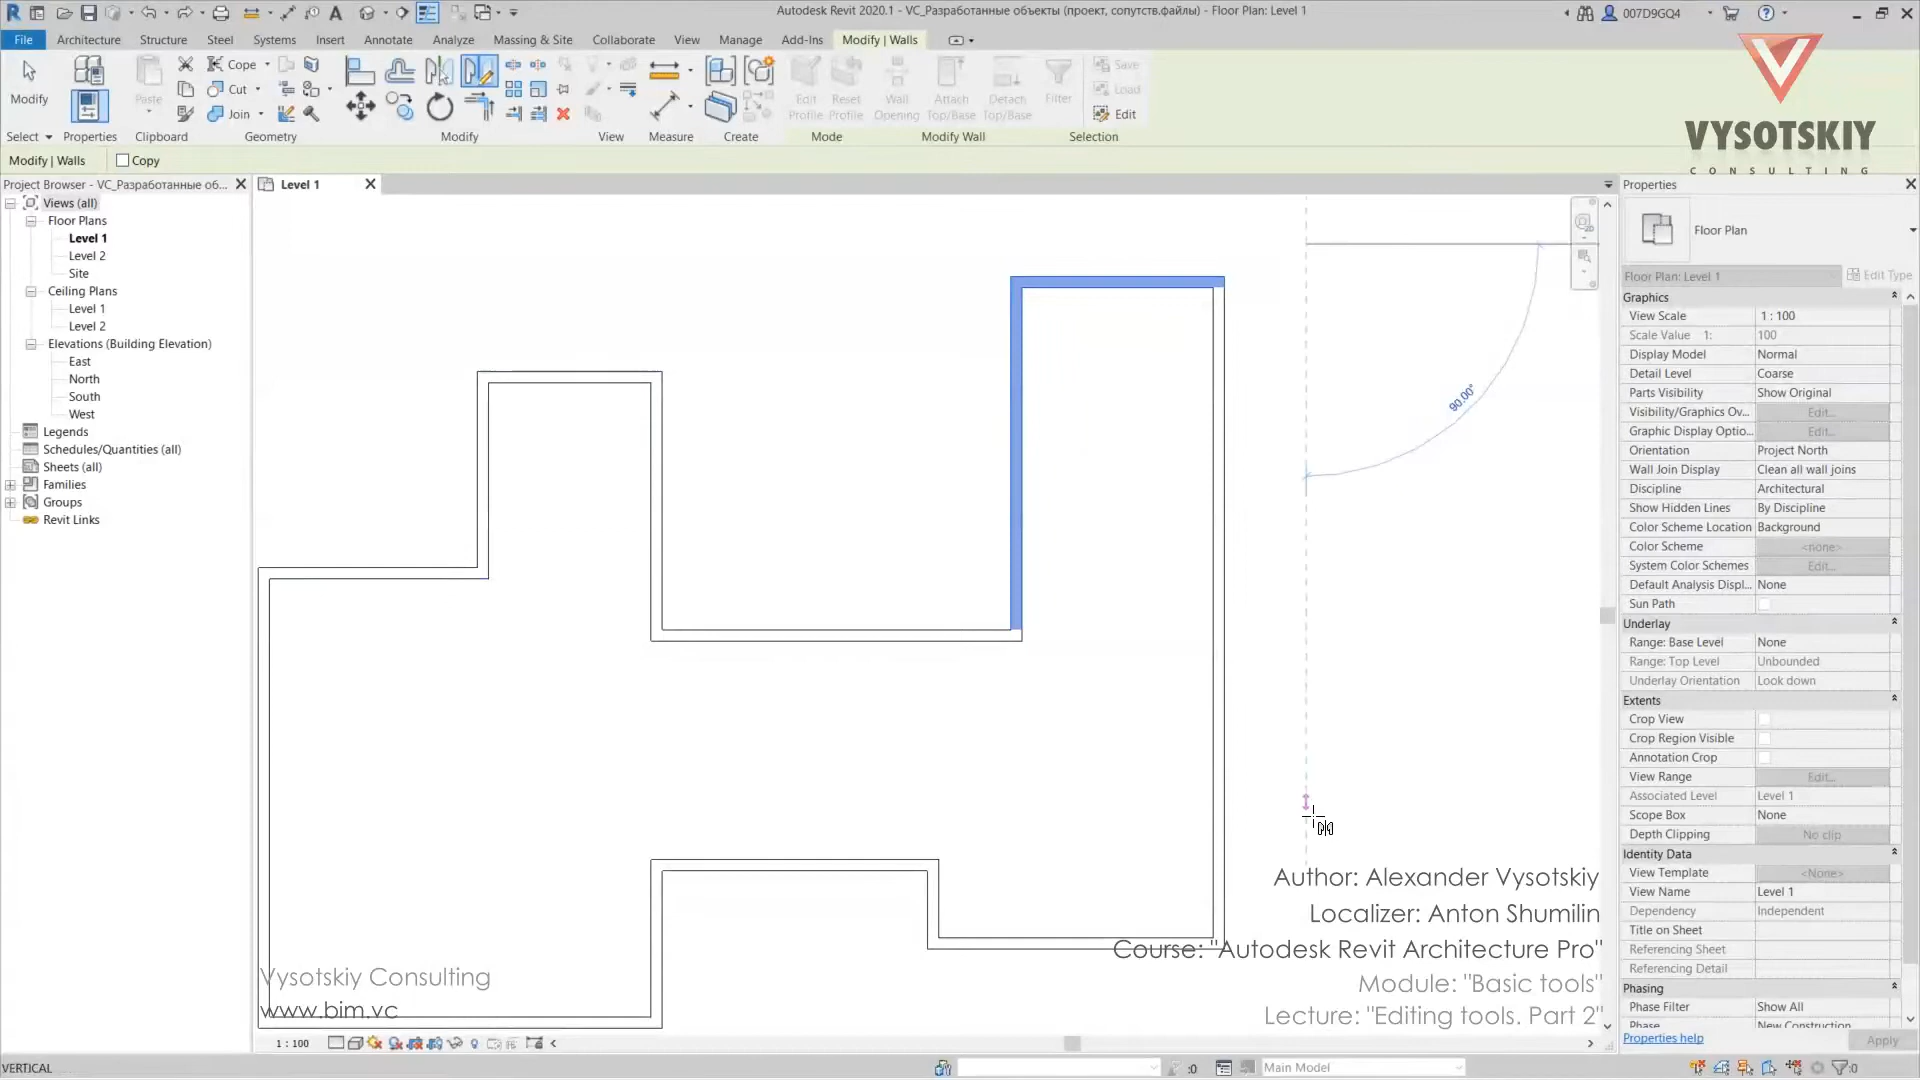 Autodesk Revit 2020.1 - VC_Разработанные объекты (проект, сопутств.файлы) - Floor Plan: Level 1
007D9GQ4
File Architecture Structure Steel Systems Insert Annotate Analyze Massing & Site Collaborate View Manage Add-Ins Modify | Walls
Modify
Paste
Cope
Cut
Join
Edit Profile
Reset Profile
Wall Opening
Attach Top/Base
Detach Top/Base
Filter
Save
Load
Edit
Select Properties Clipboard Geometry Modify View Measure Create Mode Modify Wall Selection
VYSOTSKIY
CONSULTING
Modify | Walls Copy
Project Browser - VC_Разработанные об...
Level 1
Properties
Views (all)
Floor Plans
Level 1
Level 2
Site
Ceiling Plans
Level 1
Level 2
Elevations (Building Elevation)
East
North
South
West
Legends
Schedules/Quantities (all)
Sheets (all)
Families
Groups
Revit Links
90.00°
Floor Plan
Floor Plan: Level 1 Edit Type
Graphics
View Scale 1 : 100
Scale Value 1: 100
Display Model Normal
Detail Level Coarse
Parts Visibility Show Original
Visibility/Graphics Ov... Edit...
Graphic Display Optio... Edit...
Orientation Project North
Wall Join Display Clean all wall joins
Discipline Architectural
Show Hidden Lines By Discipline
Color Scheme Location Background
Color Scheme <none>
System Color Schemes Edit...
Default Analysis Displ... None
Sun Path
Underlay
Range: Base Level None
Range: Top Level Unbounded
Underlay Orientation Look down
Extents
Crop View
Crop Region Visible
Annotation Crop
View Range Edit...
Associated Level Level 1
Scope Box None
Depth Clipping No clip
Identity Data
View Template <None>
View Name Level 1
Dependency Independent
Title on Sheet
Referencing Sheet
Referencing Detail
Phasing
Phase Filter Show All
Phase New Construction
Properties help Apply
Author: Alexander Vysotskiy
Localizer: Anton Shumilin
Course: "Autodesk Revit Architecture Pro"
Module: "Basic tools"
Lecture: "Editing tools. Part 2"
Vysotskiy Consulting
www.bim.vc
1 : 100
VERTICAL
:0
Main Model
:0